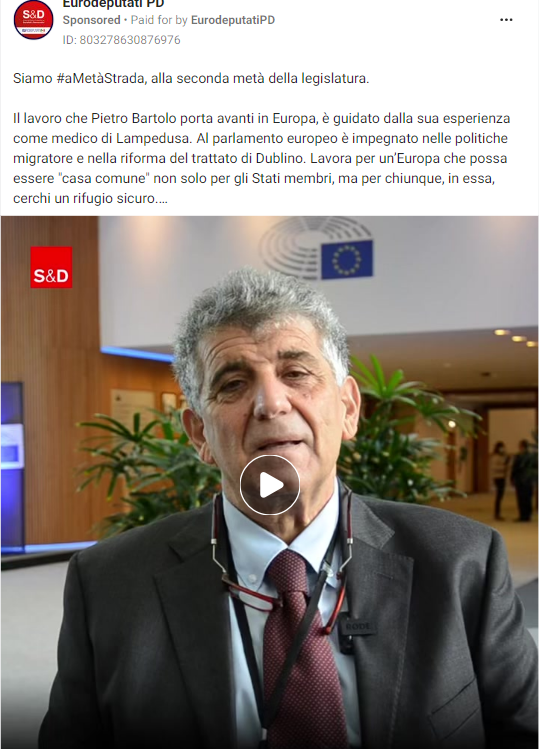 Eurodeputati PD
Sponsored • Paid for by EurodeputatiPD
ID: 803278630876976
Siamo #aMetàStrada, alla seconda metà della legislatura.
Il lavoro che Pietro Bartolo porta avanti in Europa, è guidato dalla sua esperienza
come medico di Lampedusa. Al parlamento europeo è impegnato nelle politiche
migratore e nella riforma del trattato di Dublino. Lavora per un'Europa che possa
essere "casa comune" non solo per gli Stati membri, ma per chiunque, in essa,
cerchi un rifugio sicuro....
S&D
S&D
RODE